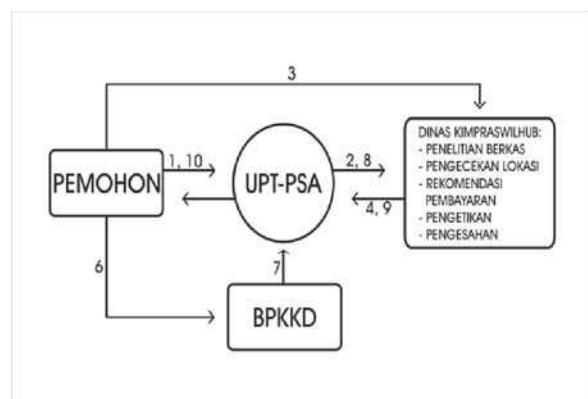 3
PEMOHON
1, 10
UPT-PSA
2, 8
4, 9
DINAS KIMPRASWILHUB:
- PENELITIAN BERKAS
- PENGECEKAN LOKASI
- REKOMENDASI
PEMBAYARAN
- PENGETIKAN
- PENGESAHAN
6
7
BPKKD